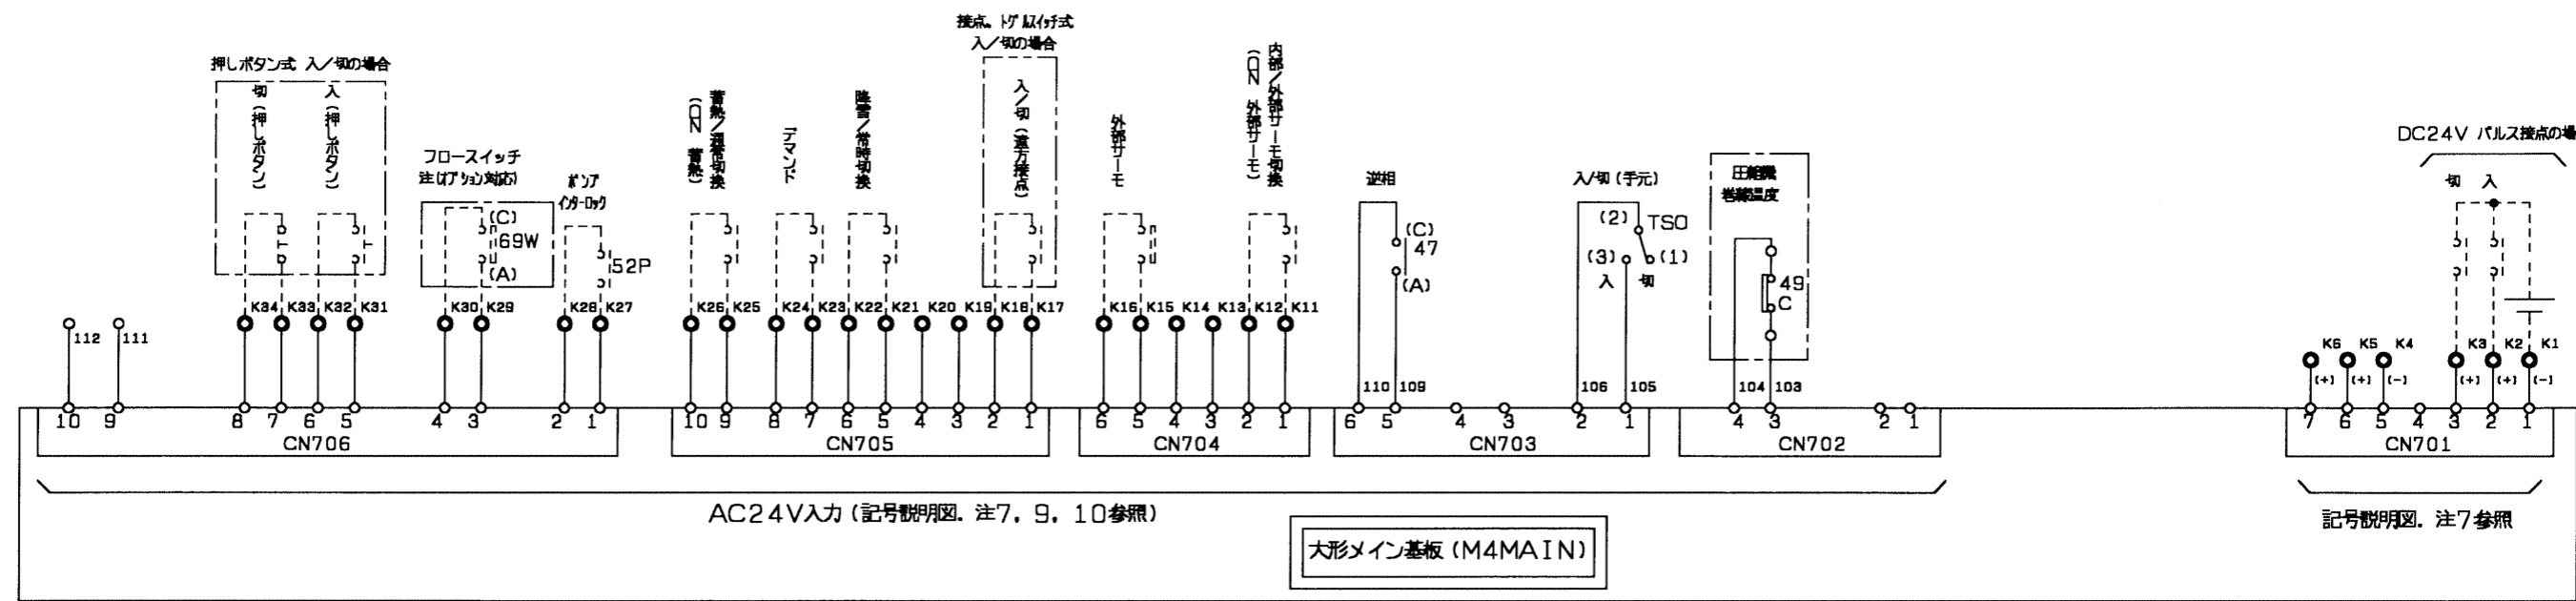 押しボタン式 入/切の場合
切(押しボタン)
入(押しボタン)
フロースイッチ
注(オプション対応)
(C)
69W
(A)
ポンプ
インターロック
52P
蓄熱/通常切換
(ON 蓄熱)
デマンド
降雪/常時切換
接点、トグルスイッチ式
入/切の場合
入/切(遠方接点)
外部サーモ
内部/外部サーモ切換
(ON 外部サーモ)
逆相
(C)
47
(A)
入/切(手元)
(2) TSO
(3) (1)
入 切
圧縮機
巻線温度
49
C
DC24V パルス接点の場
切 入
112 111 K34 K33 K32 K31 K30 K29 K28 K27 K26 K25 K24 K23 K22 K21 K20 K19 K18 K17 K16 K15 K14 K13 K12 K11
110 109 106 105 104 103
K6 K5 K4 K3 K2 K1
(+) (+) (-) (+) (+) (-)
10 9 8 7 6 5 4 3 2 1
CN706
10 9 8 7 6 5 4 3 2 1
CN705
6 5 4 3 2 1
CN704
6 5 4 3 2 1
CN703
4 3 2 1
CN702
7 6 5 4 3 2 1
CN701
AC24V入力(記号説明図. 注7, 9, 10参照)
記号説明図. 注7参照
大形メイン基板(M4MAIN)